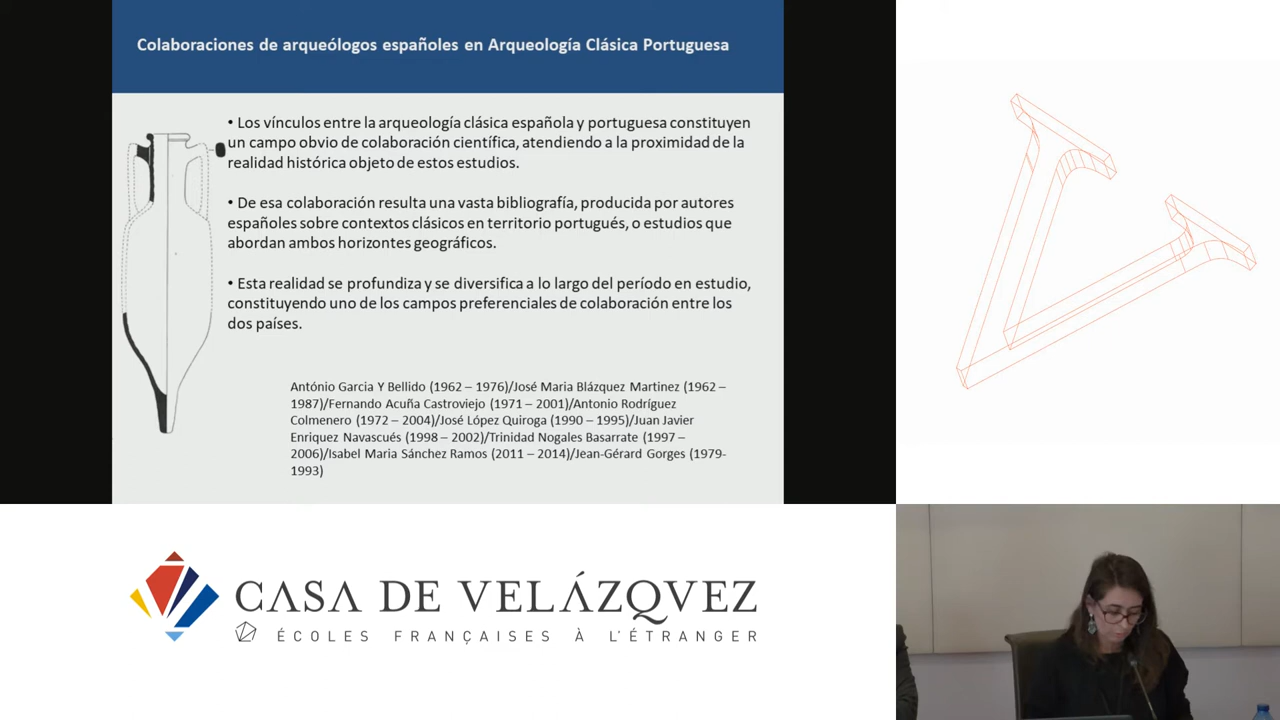 Colaboraciones de arqueólogos españoles en Arqueología Clásica Portuguesa
• Los vínculos entre la arqueología clásica española y portuguesa constituyen
un campo obvio de colaboración científica, atendiendo a la proximidad de la
realidad histórica objeto de estos estudios.
• De esa colaboración resulta una vasta bibliografía, producida por autores
españoles sobre contextos clásicos en territorio portugués, o estudios que
abordan ambos horizontes geográficos.
• Esta realidad se profundiza y se diversifica a lo largo del período en estudio,
constituyendo uno de los campos preferenciales de colaboración entre los
dos países.
António Garcia Y Bellido (1962 – 1976)/José Maria Blázquez Martinez (1962 –
1987)/Fernando Acuña Castroviejo (1971 – 2001)/Antonio Rodríguez
Colmenero (1972 – 2004)/José López Quiroga (1990 – 1995)/Juan Javier
Enriquez Navascués (1998 – 2002)/Trinidad Nogales Basarrate (1997 –
2006)/Isabel Maria Sánchez Ramos (2011 – 2014)/Jean-Gérard Gorges (1979-
1993)
CASA DE VELÁZQVEZ
ÉCOLES FRANÇAISES À L'ÉTRANGER